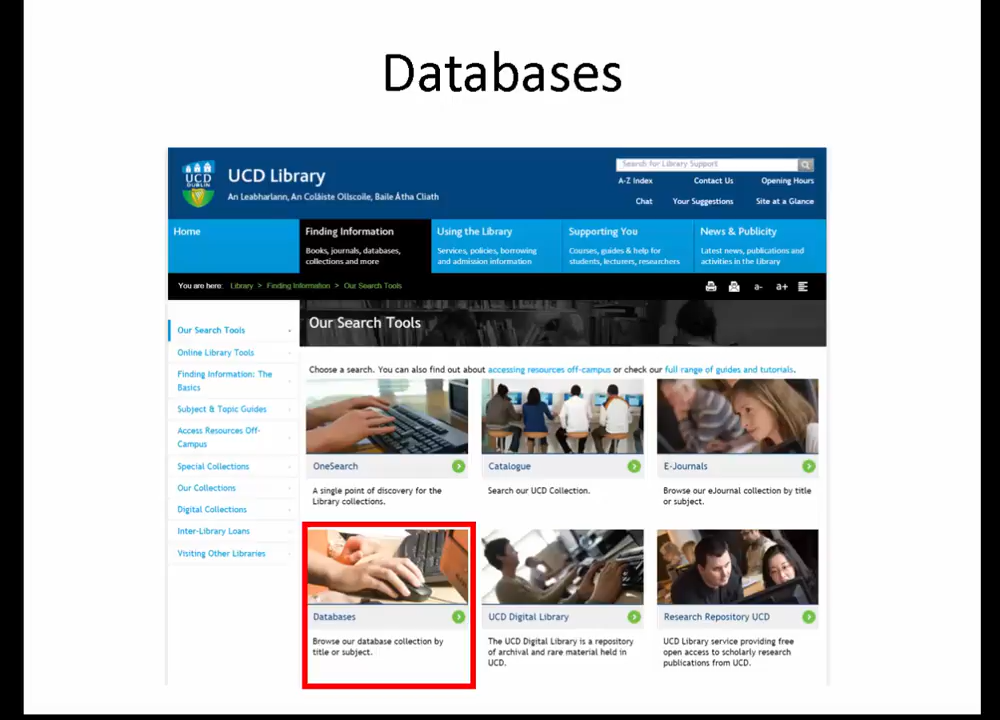 Databases
UCD
DUBLIN
UCD Library
An Leabharlann, An Coláiste Ollscoile, Baile Átha Cliath
Search for Library Support
A-Z Index
Contact Us
Opening Hours
Chat
Your Suggestions
Site at a Glance
Home
Finding Information
Books, journals, databases,
collections and more
Using the Library
Services, policies, borrowing
and admission information
Supporting You
Courses, guides & help for
students, lecturers, researchers
News & Publicity
Latest news, publications and
activities in the Library
You are here: Library > Finding Information > Our Search Tools
a- a+
Our Search Tools
Online Library Tools
Finding Information: The
Basics
Subject & Topic Guides
Access Resources Off-
Campus
Special Collections
Our Collections
Digital Collections
Inter-Library Loans
Visiting Other Libraries
Our Search Tools
Choose a search. You can also find out about accessing resources off-campus or check our full range of guides and tutorials.
OneSearch
A single point of discovery for the
Library collections.
Catalogue
Search our UCD Collection.
E-Journals
Browse our eJournal collection by title
or subject.
Databases
Browse our database collection by
title or subject.
UCD Digital Library
The UCD Digital Library is a repository
of archival and rare material held in
UCD.
Research Repository UCD
UCD Library service providing free
open access to scholarly research
publications from UCD.